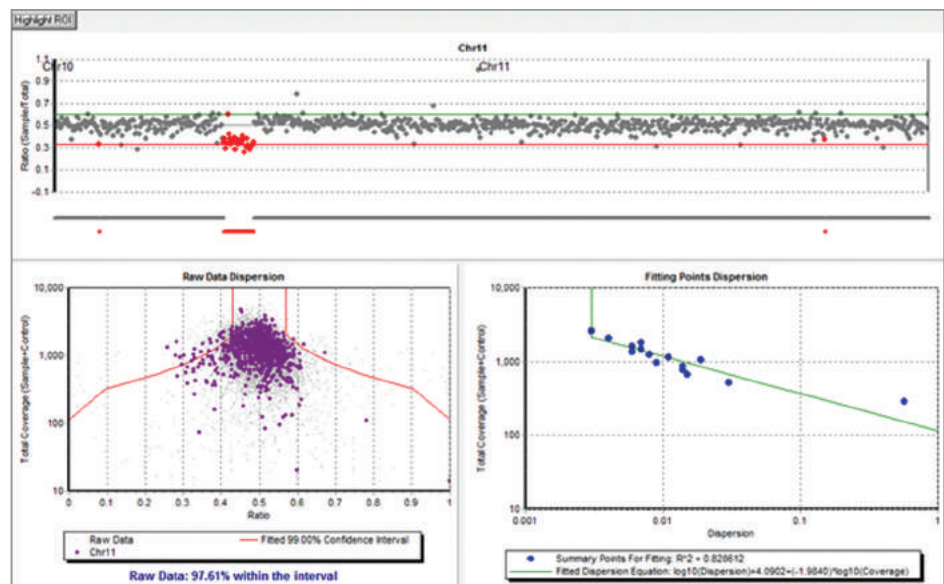 Highlight ROI
Chr11
Ratio (Sample/Total)
1.1
0.9
0.7
0.5
0.3
0.1
-0.1
Chr10
Chr11
Raw Data Dispersion
Total Coverage (Sample+Control)
10,000
1,000
100
10
0 0.1 0.2 0.3 0.4 0.5 0.6 0.7 0.8 0.9 1
Ratio
Raw Data
Fitted 99.00% Confidence Interval
Chr11
Raw Data: 97.61% within the interval
Fitting Points Dispersion
Total Coverage (Sample+Control)
10,000
1,000
100
10
0.001 0.01 0.1 1
Dispersion
Summary Points For Fitting: R^2 = 0.828612
Fitted Dispersion Equation: log10(Dispersion)=4.0902+(-1.9840)*log10(Coverage)